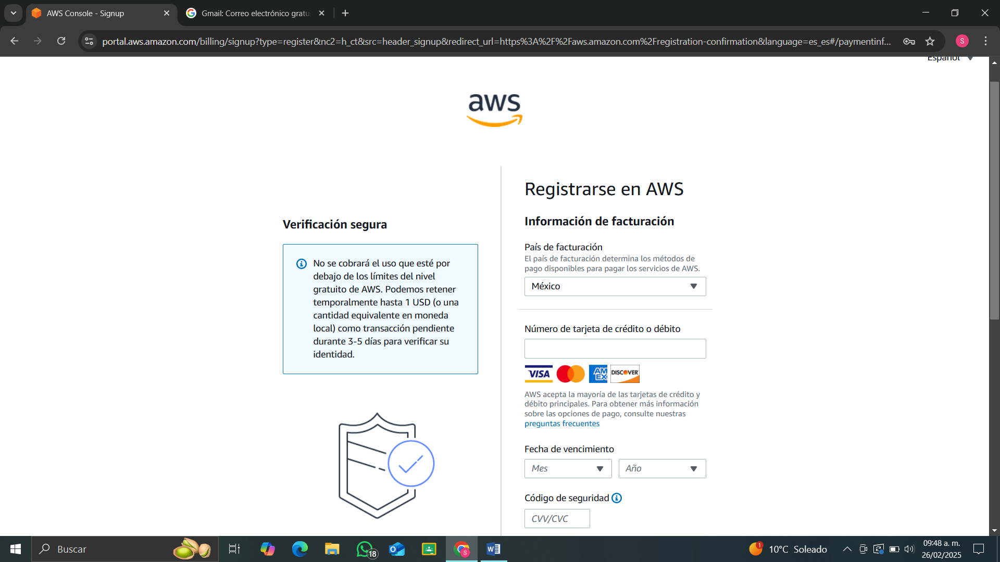 AWS Console - Signup
Gmail: Correo electrónico gratu
portal.aws.amazon.com/billing/signup?type=register&nc2=h_ct&src=header_signup&redirect_url=https%3A%2F%2Faws.amazon.com%2Fregistration-confirmation&language=es_es#/paymentinf...
S
Español
aws
Registrarse en AWS
Verificación segura
No se cobrará el uso que esté por
debajo de los límites del nivel
gratuito de AWS. Podemos retener
temporalmente hasta 1 USD (o una
cantidad equivalente en moneda
local) como transacción pendiente
durante 3-5 días para verificar su
identidad.
Información de facturación
País de facturación
El país de facturación determina los métodos de
pago disponibles para pagar los servicios de AWS.
México
Número de tarjeta de crédito o débito
VISA AM EX DISCOVER
AWS acepta la mayoría de las tarjetas de crédito y
débito principales. Para obtener más información
sobre las opciones de pago, consulte nuestras
preguntas frecuentes
Fecha de vencimiento
Mes Año
Código de seguridad
CVV/CVC
Buscar
18
1
10°C Soleado
09:48 a. m.
26/02/2025